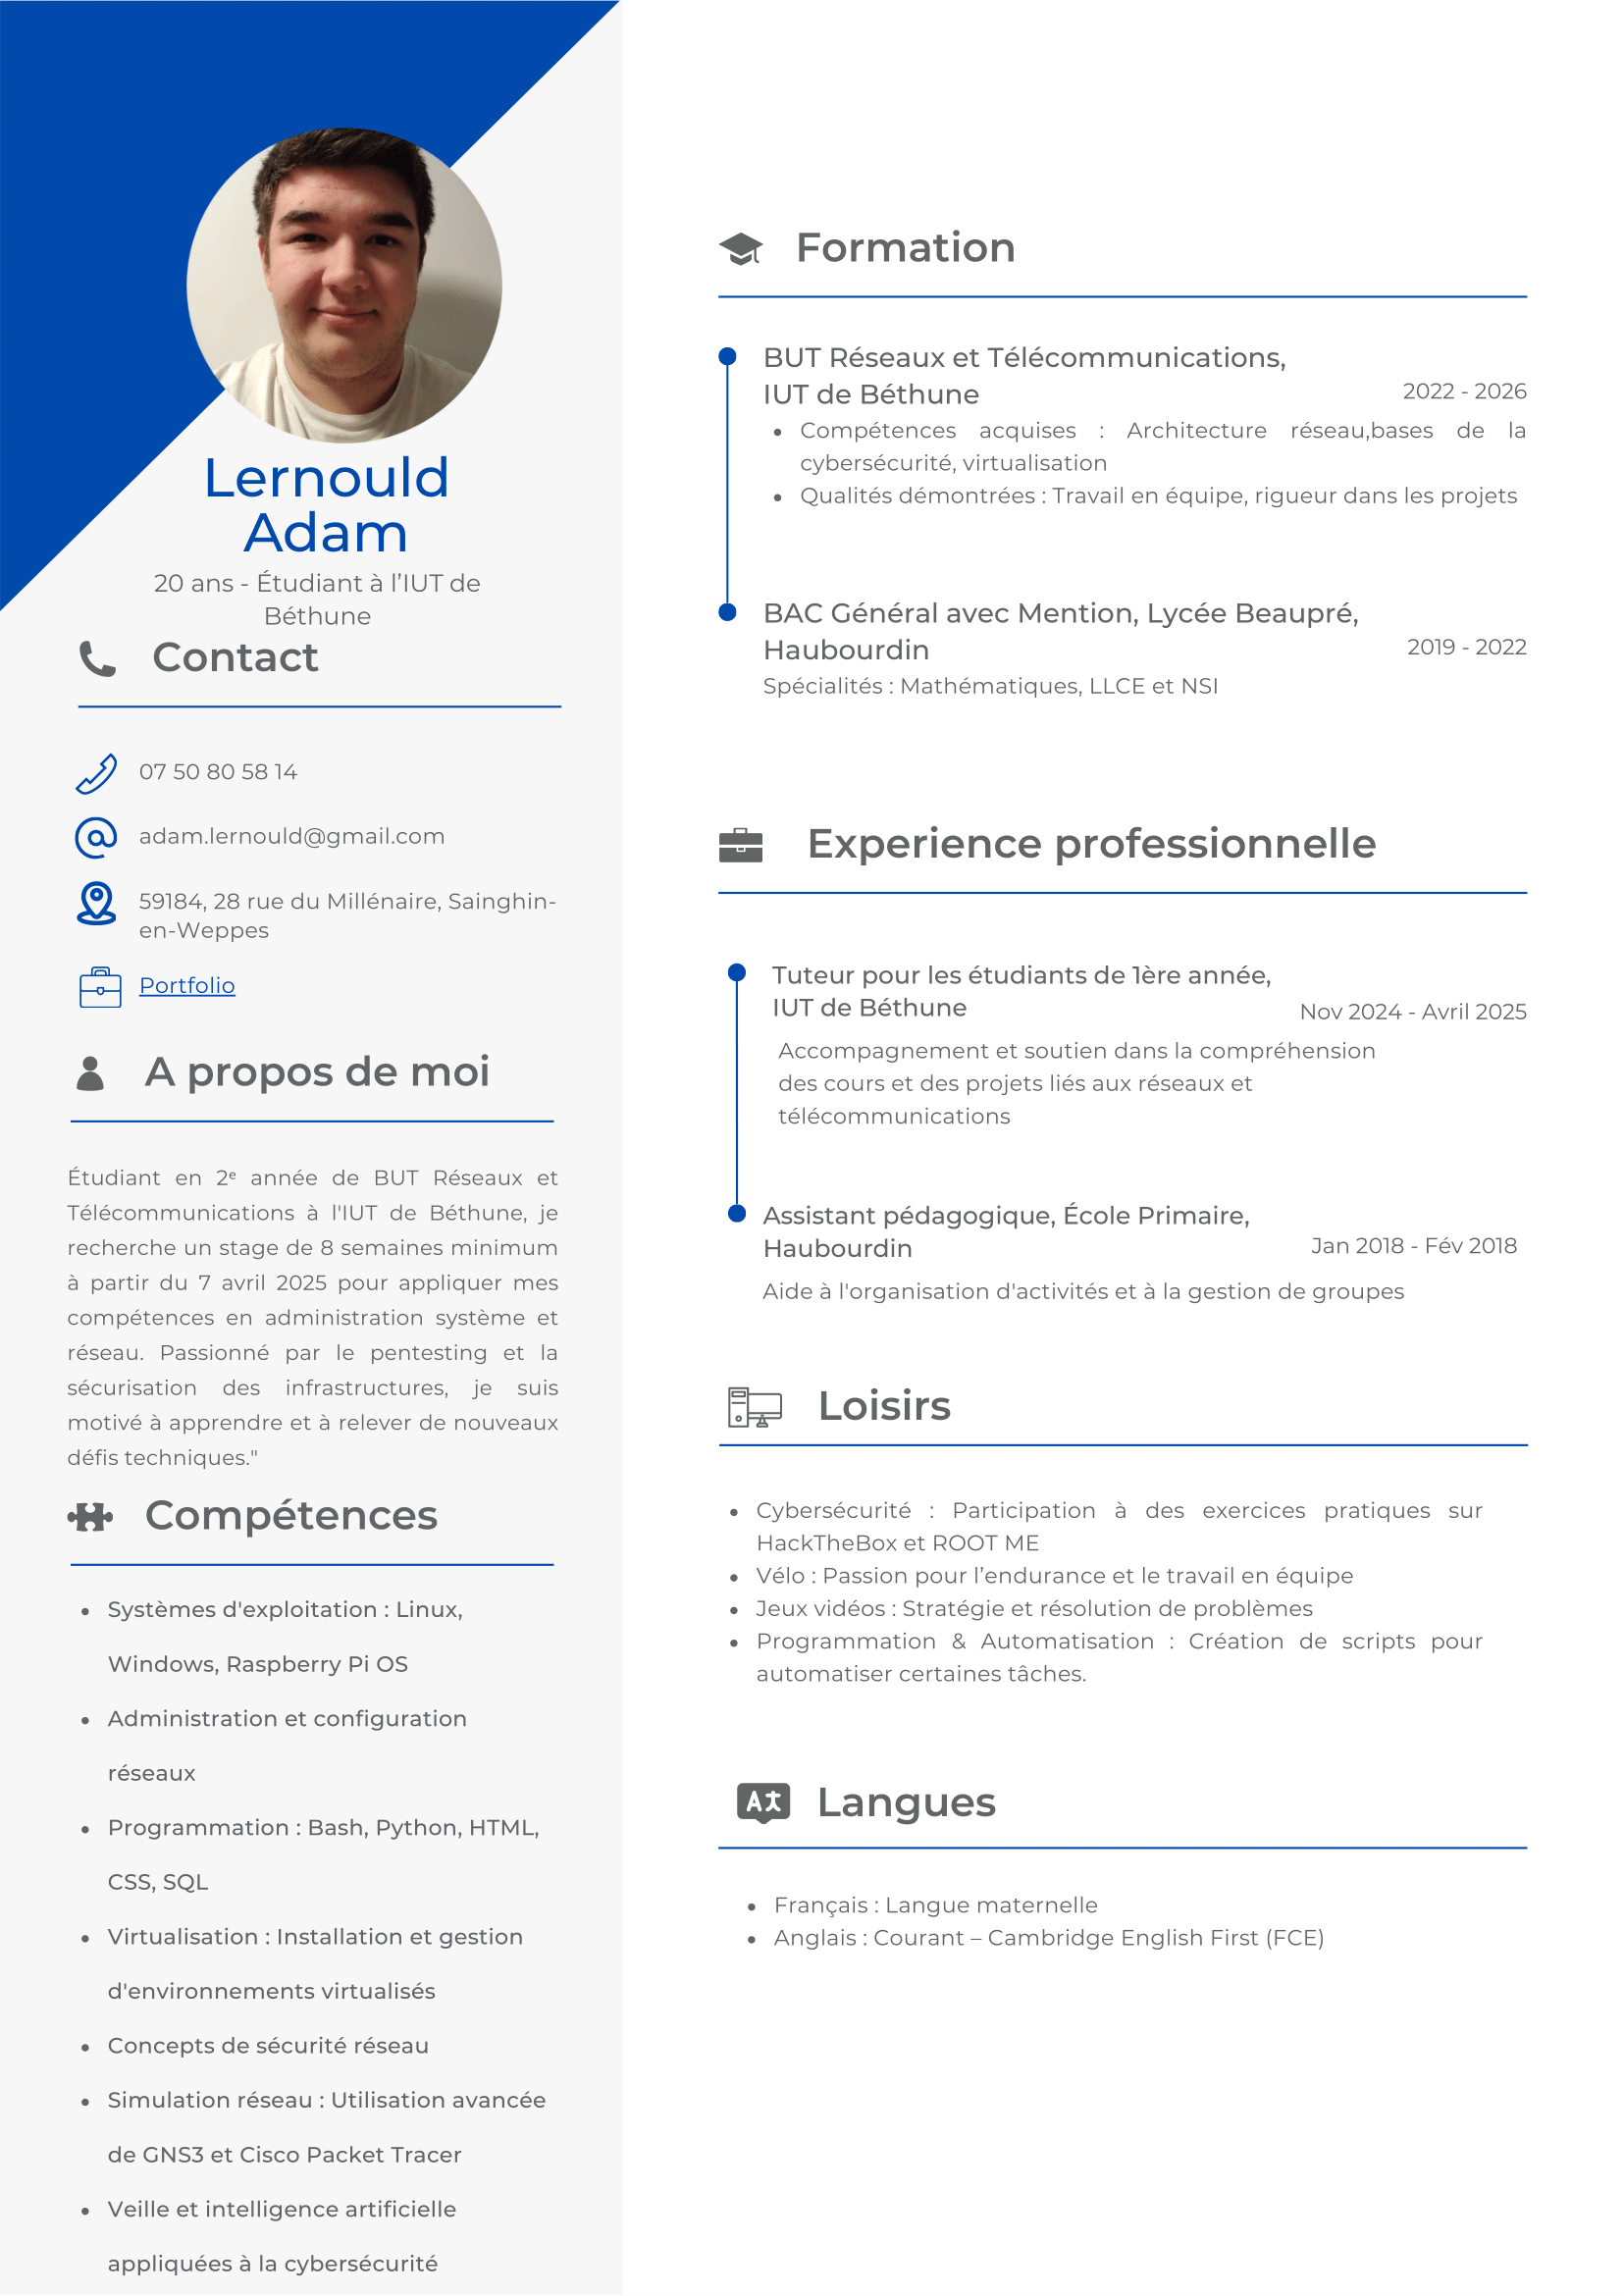 Lernould
Adam
20 ans - Étudiant à l’IUT de
Béthune
Contact
07 50 80 58 14
adam.lernould@gmail.com
59184, 28 rue du Millénaire, Sainghin-
en-Weppes
Portfolio
A propos de moi
Étudiant en 2ᵉ année de BUT Réseaux et
Télécommunications à l'IUT de Béthune, je
recherche un stage de 8 semaines minimum
à partir du 7 avril 2025 pour appliquer mes
compétences en administration système et
réseau. Passionné par le pentesting et la
sécurisation des infrastructures, je suis
motivé à apprendre et à relever de nouveaux
défis techniques."
Compétences
• Systèmes d'exploitation : Linux,
Windows, Raspberry Pi OS
• Administration et configuration
réseaux
• Programmation : Bash, Python, HTML,
CSS, SQL
• Virtualisation : Installation et gestion
d'environnements virtualisés
• Concepts de sécurité réseau
• Simulation réseau : Utilisation avancée
de GNS3 et Cisco Packet Tracer
• Veille et intelligence artificielle
appliquées à la cybersécurité
Formation
BUT Réseaux et Télécommunications,
IUT de Béthune 2022 - 2026
• Compétences acquises : Architecture réseau,bases de la
cybersécurité, virtualisation
• Qualités démontrées : Travail en équipe, rigueur dans les projets
BAC Général avec Mention, Lycée Beaupré,
Haubourdin 2019 - 2022
Spécialités : Mathématiques, LLCE et NSI
Experience professionnelle
Tuteur pour les étudiants de 1ère année,
IUT de Béthune Nov 2024 - Avril 2025
Accompagnement et soutien dans la compréhension
des cours et des projets liés aux réseaux et
télécommunications
Assistant pédagogique, École Primaire,
Haubourdin Jan 2018 - Fév 2018
Aide à l'organisation d'activités et à la gestion de groupes
Loisirs
• Cybersécurité : Participation à des exercices pratiques sur
HackTheBox et ROOT ME
• Vélo : Passion pour l’endurance et le travail en équipe
• Jeux vidéos : Stratégie et résolution de problèmes
• Programmation & Automatisation : Création de scripts pour
automatiser certaines tâches.
Langues
• Français : Langue maternelle
• Anglais : Courant – Cambridge English First (FCE)